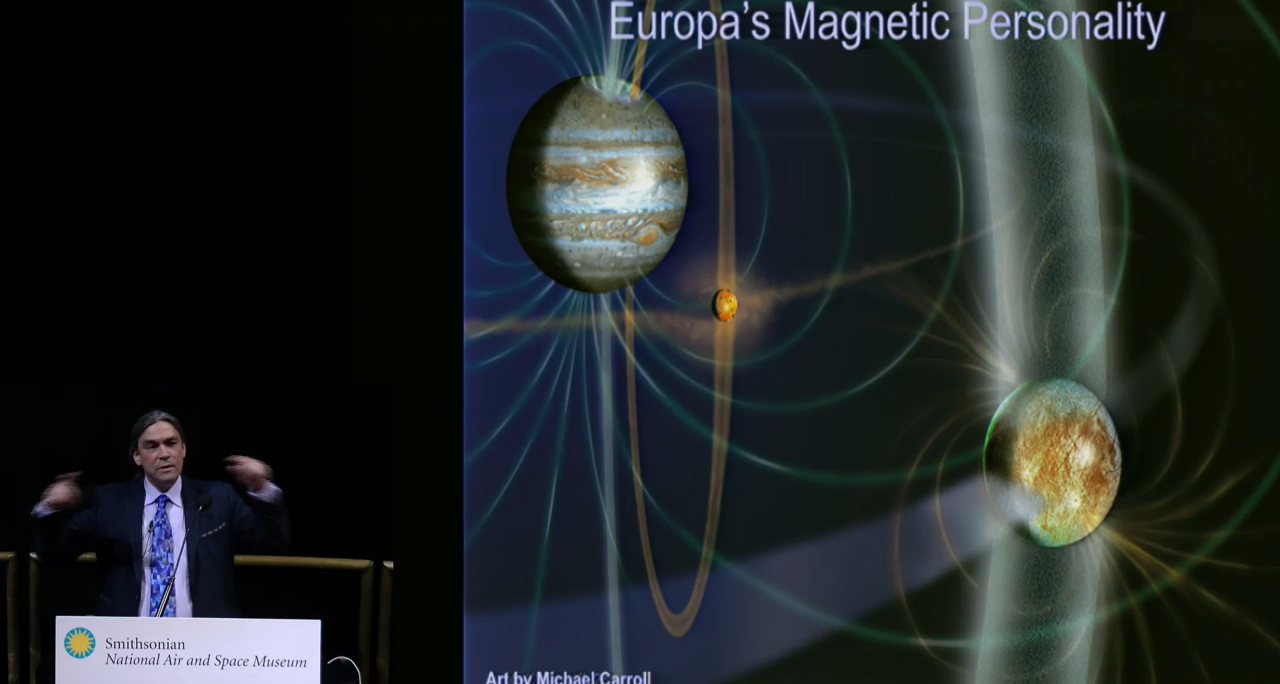 Europa's Magnetic Personality
Smithsonian
National Air and Space Museum
Art by Michael Carroll